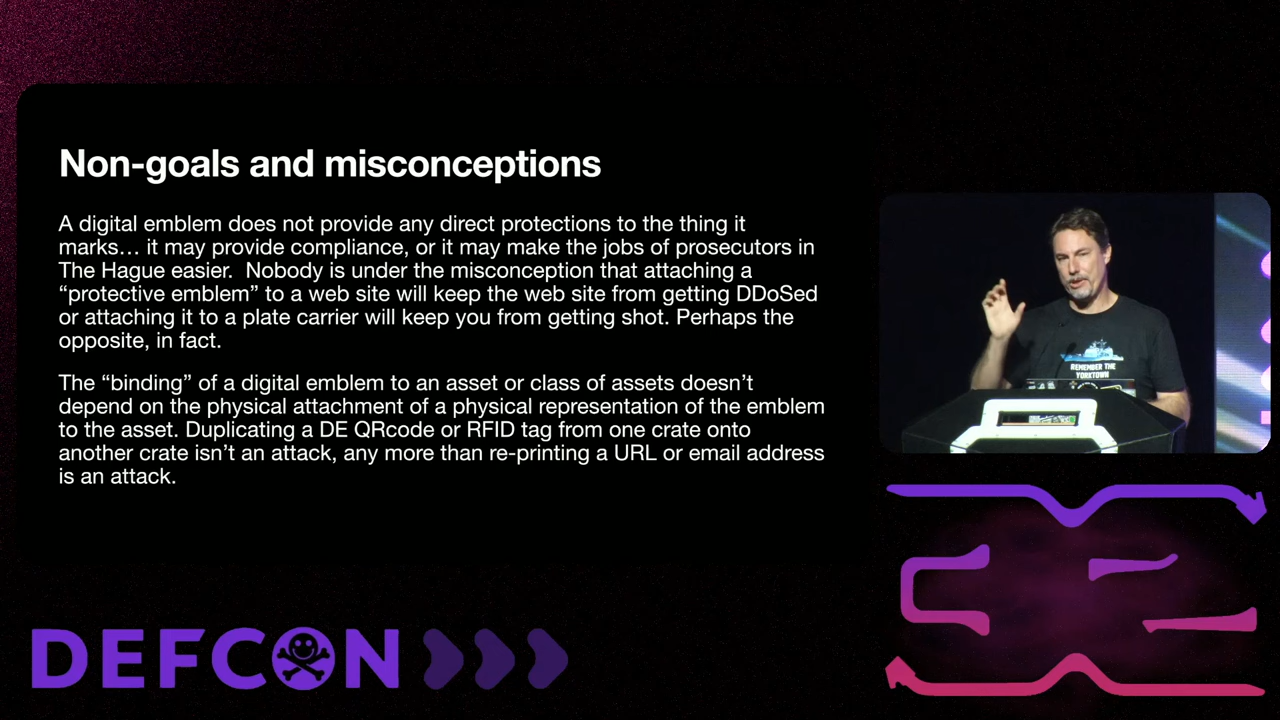 Non-goals and misconceptions
A digital emblem does not provide any direct protections to the thing it
marks… it may provide compliance, or it may make the jobs of prosecutors in
The Hague easier.  Nobody is under the misconception that attaching a
“protective emblem” to a web site will keep the web site from getting DDoSed
or attaching it to a plate carrier will keep you from getting shot. Perhaps the
opposite, in fact.
The “binding” of a digital emblem to an asset or class of assets doesn’t
depend on the physical attachment of a physical representation of the emblem
to the asset. Duplicating a DE QRcode or RFID tag from one crate onto
another crate isn’t an attack, any more than re-printing a URL or email address
is an attack.
REMEMBER THE
YORKTOWN
DEFCON